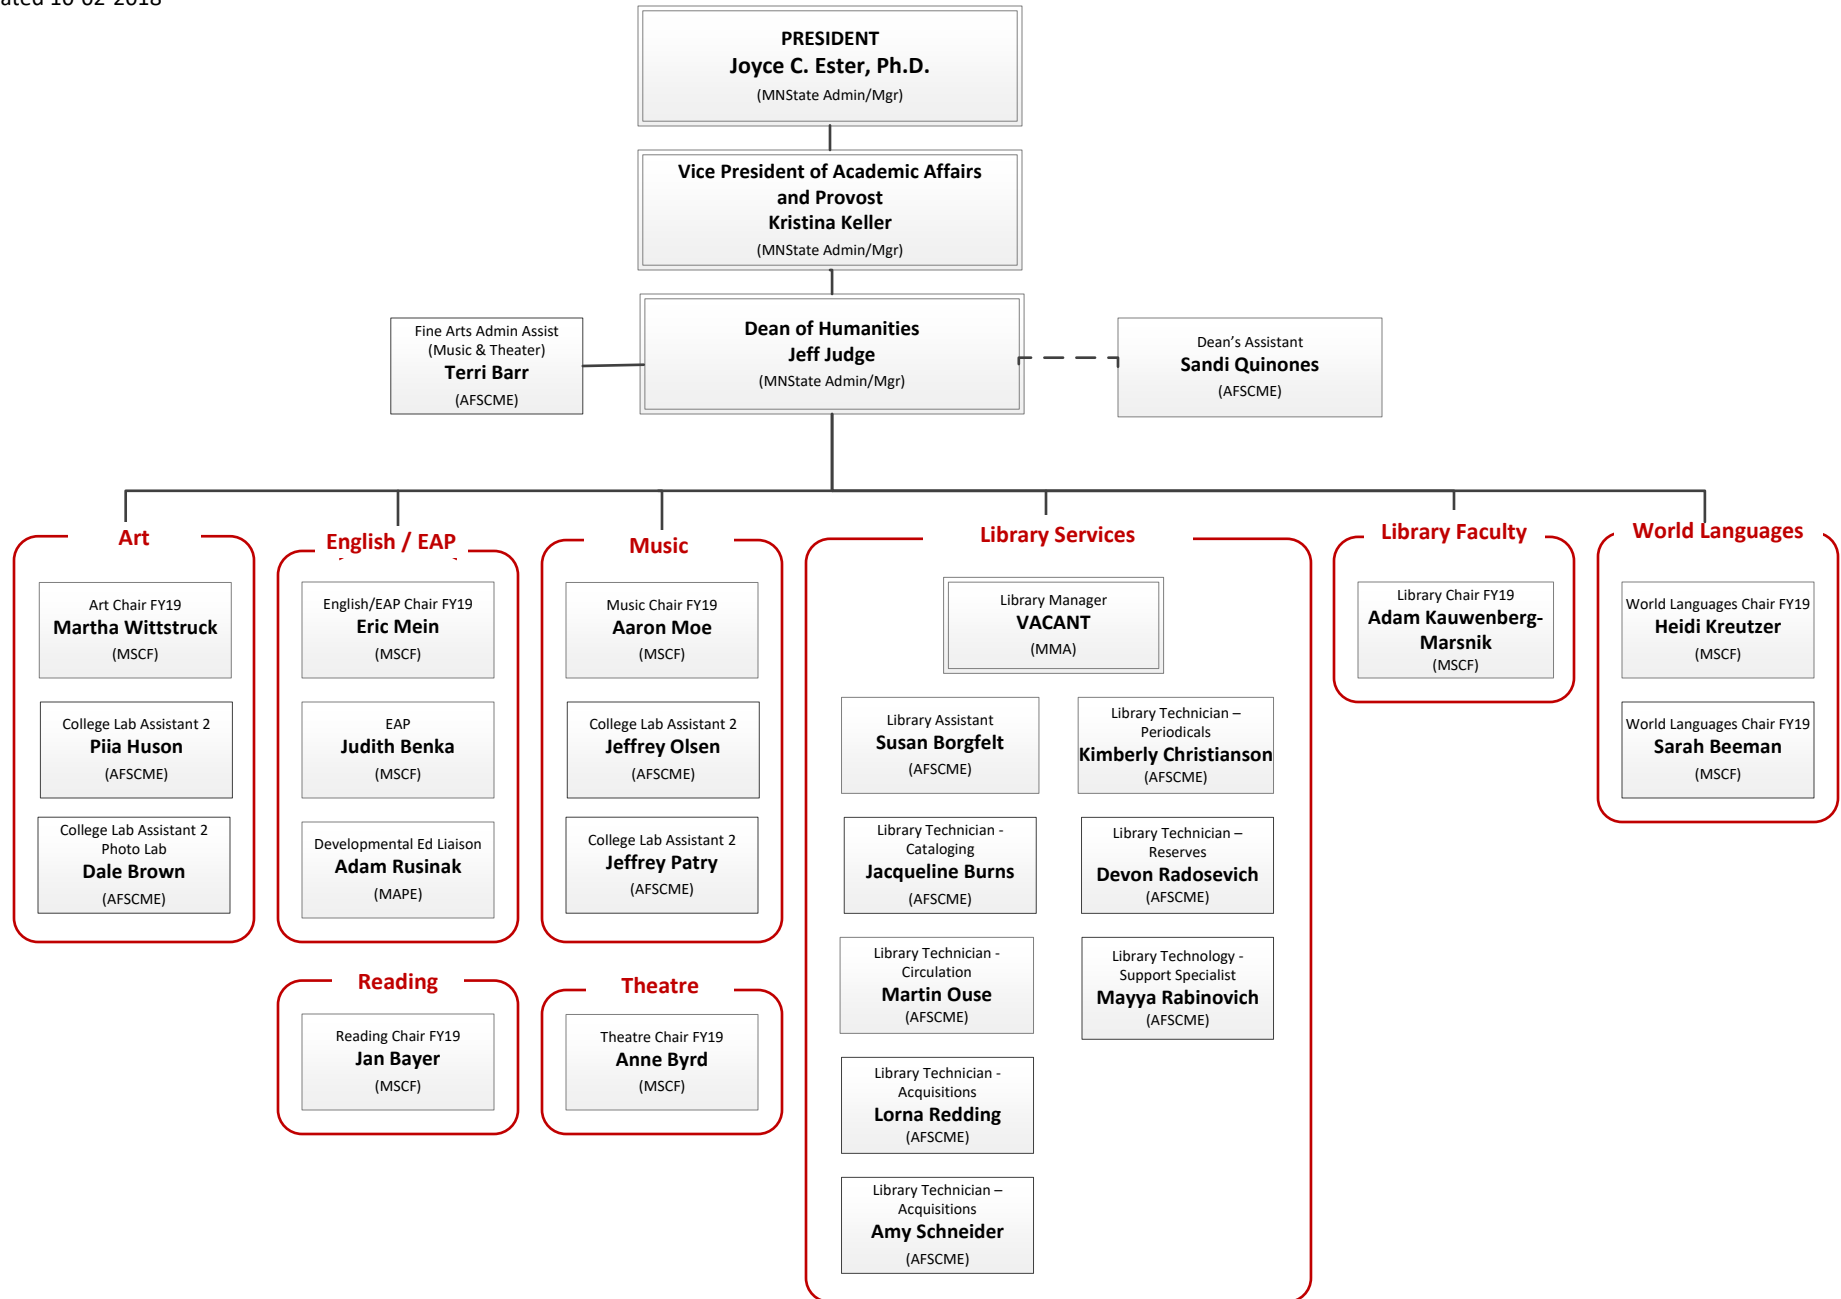 10-02-2018
PRESIDENT
Joyce C. Ester, Ph.D.
(MNState Admin/Mgr)
Vice President of Academic Affairs
and Provost
Kristina Keller
(MNState Admin/Mgr)
Fine Arts Admin Assist
(Music & Theater)
Terri Barr
(AFSCME)
Dean of Humanities
Jeff Judge
(MNState Admin/Mgr)
Dean’s Assistant
Sandi Quinones
(AFSCME)
Art
Art Chair FY19
Martha Wittstruck
(MSCF)
College Lab Assistant 2
Piia Huson
(AFSCME)
College Lab Assistant 2
Photo Lab
Dale Brown
(AFSCME)
English / EAP
English/EAP Chair FY19
Eric Mein
(MSCF)
EAP
Judith Benka
(MSCF)
Developmental Ed Liaison
Adam Rusinak
(MAPE)
Reading
Reading Chair FY19
Jan Bayer
(MSCF)
Music
Music Chair FY19
Aaron Moe
(MSCF)
College Lab Assistant 2
Jeffrey Olsen
(AFSCME)
College Lab Assistant 2
Jeffrey Patry
(AFSCME)
Theatre
Theatre Chair FY19
Anne Byrd
(MSCF)
Library Services
Library Manager
VACANT
(MMA)
Library Assistant
Susan Borgfelt
(AFSCME)
Library Technician –
Periodicals
Kimberly Christianson
(AFSCME)
Library Technician -
Cataloging
Jacqueline Burns
(AFSCME)
Library Technician –
Reserves
Devon Radosevich
(AFSCME)
Library Technician -
Circulation
Martin Ouse
(AFSCME)
Library Technology -
Support Specialist
Mayya Rabinovich
(AFSCME)
Library Technician -
Acquisitions
Lorna Redding
(AFSCME)
Library Technician –
Acquisitions
Amy Schneider
(AFSCME)
Library Faculty
Library Chair FY19
Adam Kauwenberg-
Marsnik
(MSCF)
World Languages
World Languages Chair FY19
Heidi Kreutzer
(MSCF)
World Languages Chair FY19
Sarah Beeman
(MSCF)